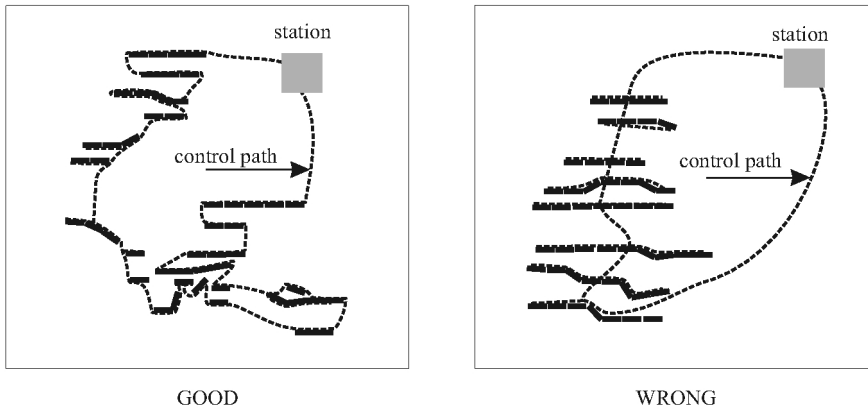 station
control path
station
control path
GOOD
WRONG